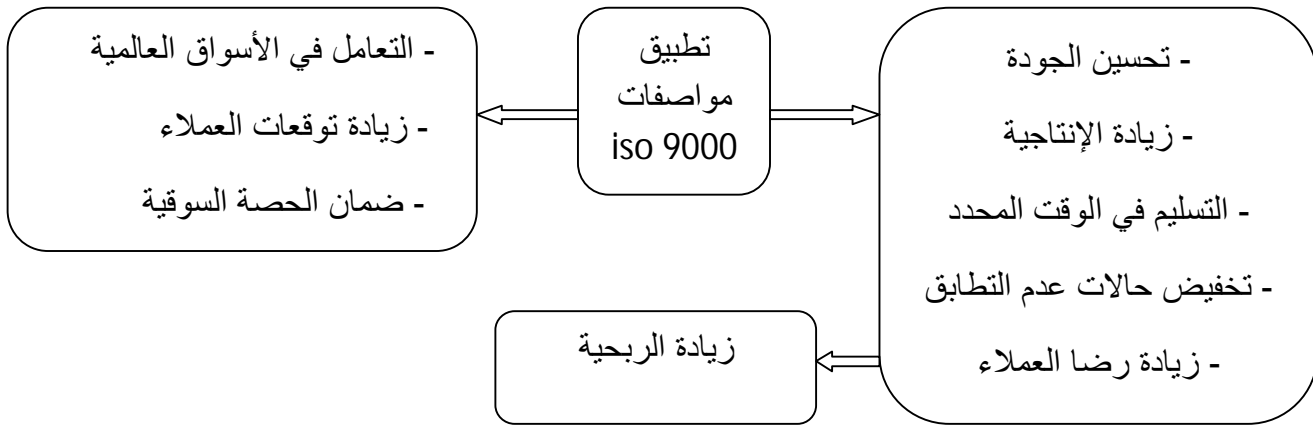 - تحسين الجودة
- زيادة الإنتاجية
- التسليم في الوقت المحدد
- تخفيض حالات عدم التطابق
- زيادة رضا العملاء
تطبيق
مواصفات
iso 9000
- التعامل في الأسواق العالمية
- زيادة توقعات العملاء
- ضمان الحصة السوقية
زيادة الربحية